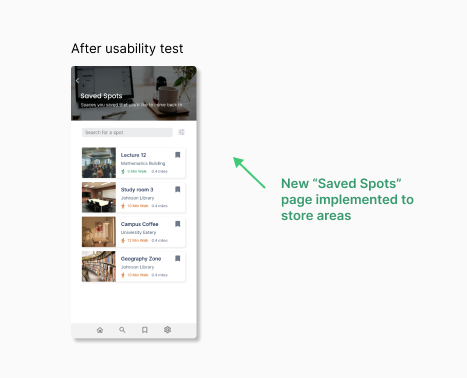 After usability test
Saved Spots
Spaces you saved that you'd like to come back to
Search for a spot
Lecture 12
Mathematics Building
5 Min Walk 0.4 miles
Study room 3
Johnson Library
10 Min Walk 0.4 miles
Campus Coffee
University Eatery
12 Min Walk 0.4 miles
Geography Zone
Johnson Library
10 Min Walk 0.4 miles
New “Saved Spots”
page implemented to
store areas